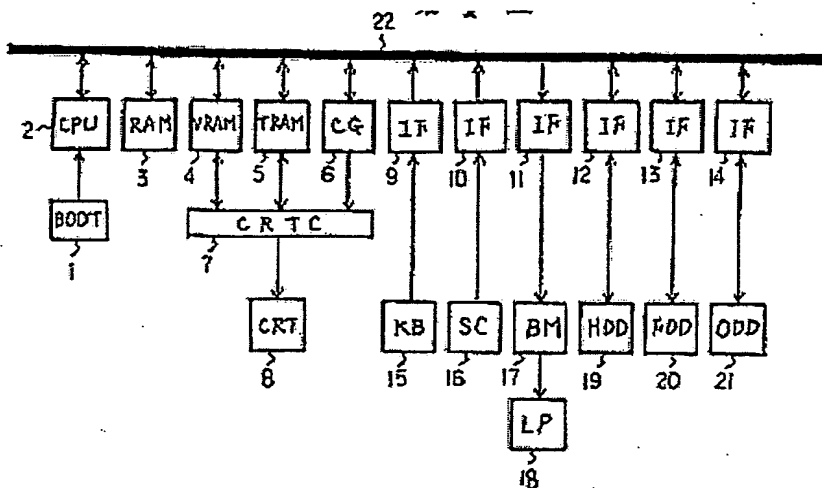 22
CPU RAM VRAM TRAM CG IF IF IF IF IF IF
2 3 4 5 6 9 10 11 12 13 14
BOOT CRTC
1 7
CRT KB SC BM HDD FDD ODD
8 15 16 17 19 20 21
LP
18